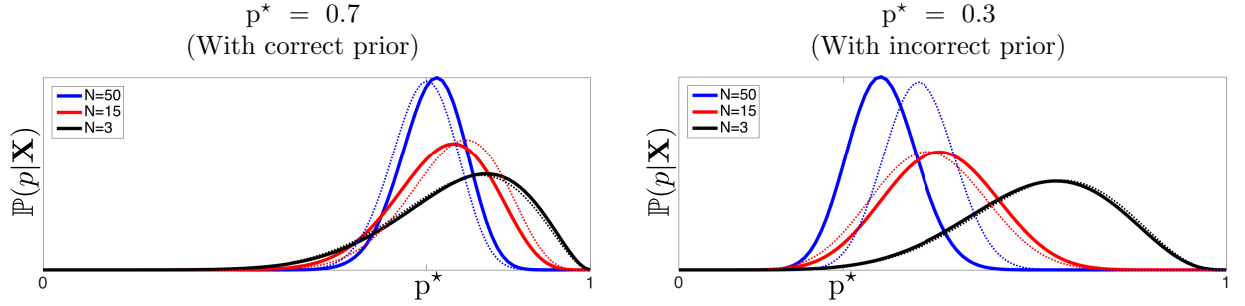 p⋆ = 0.7
(With correct prior)
N=50
N=15
N=3
ℙ(p|𝐗)
0
p⋆
1
p⋆ = 0.3
(With incorrect prior)
N=50
N=15
N=3
ℙ(p|𝐗)
0
p⋆
1